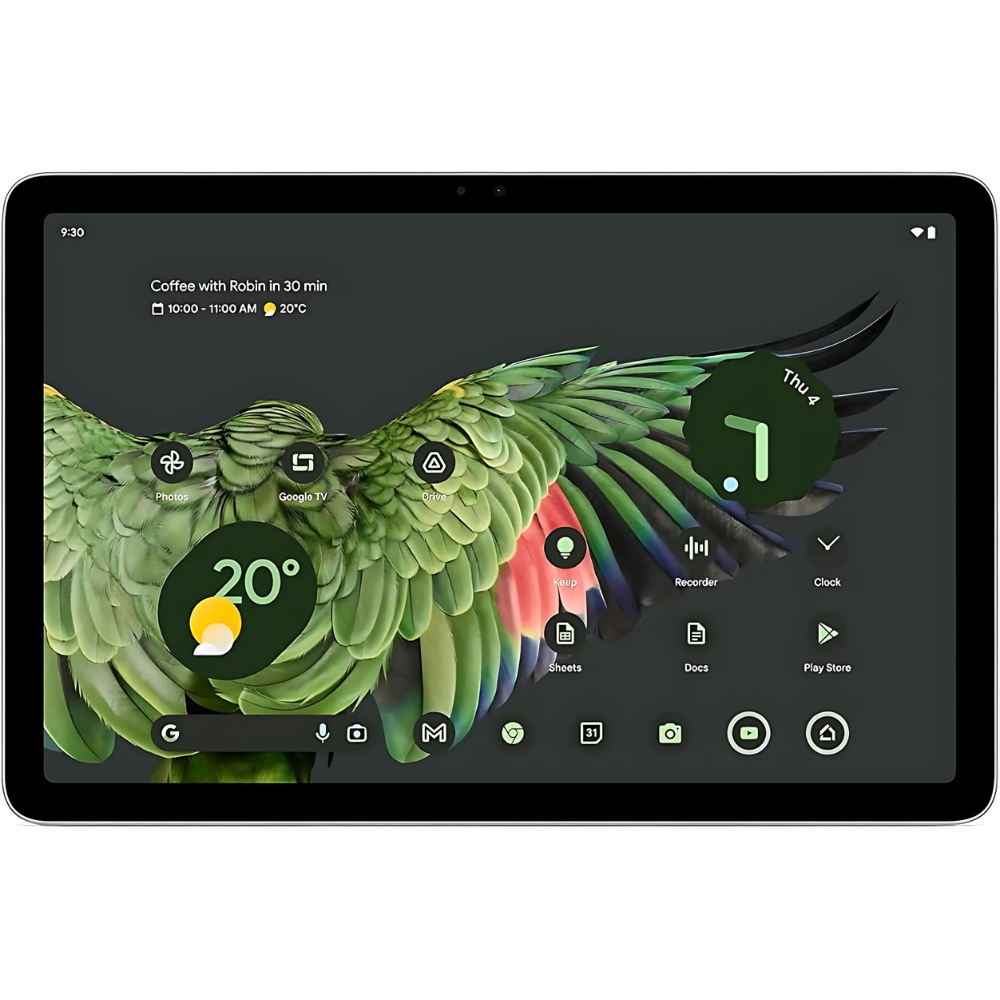 9:30
Coffee with Robin in 30 min
10:00 - 11:00 AM 20°C
Thu 4
Photos
Google TV
Drive
20°
Keep
Recorder
Clock
Sheets
Docs
Play Store
G
31